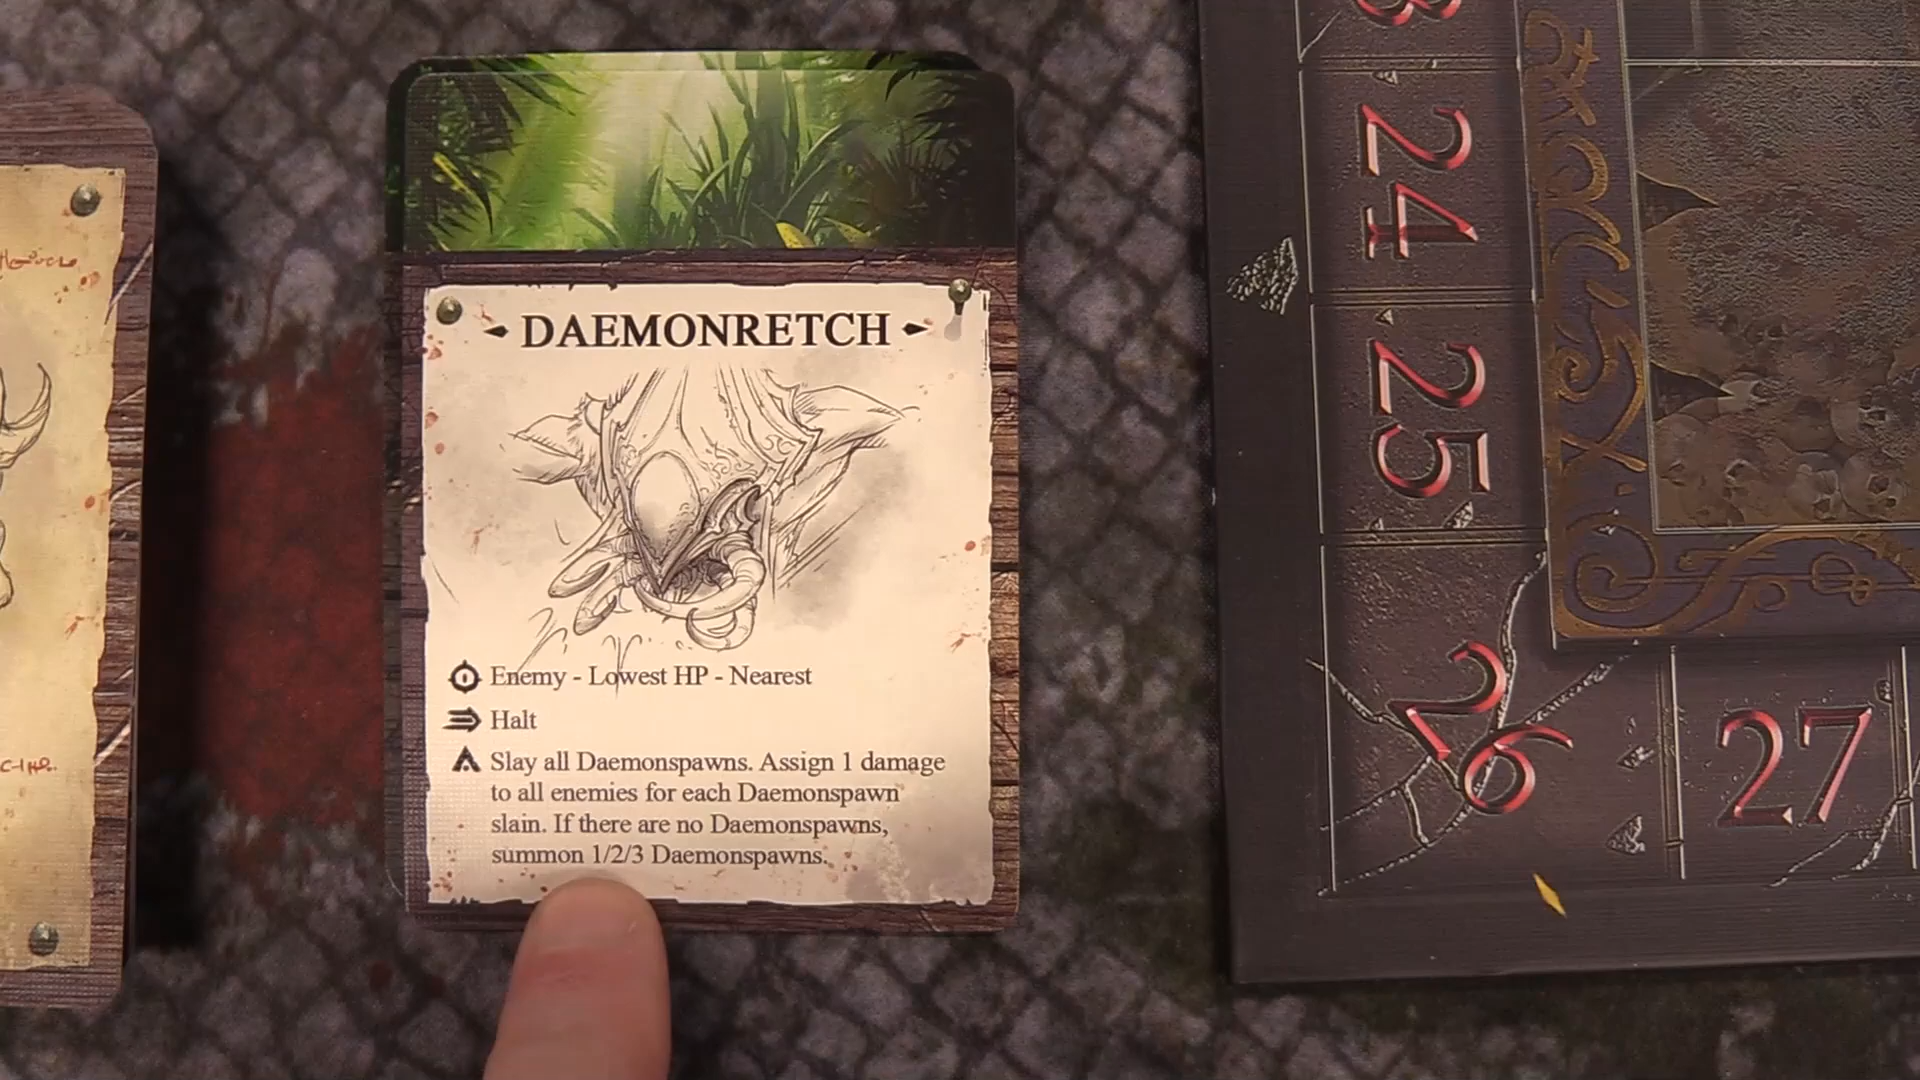 DAEMONRETCH
Enemy - Lowest HP - Nearest
Halt
Slay all Daemonspawns. Assign 1 damage
to all enemies for each Daemonspawn
slain. If there are no Daemonspawns,
summon 1/2/3 Daemonspawns.
24
25
26
27